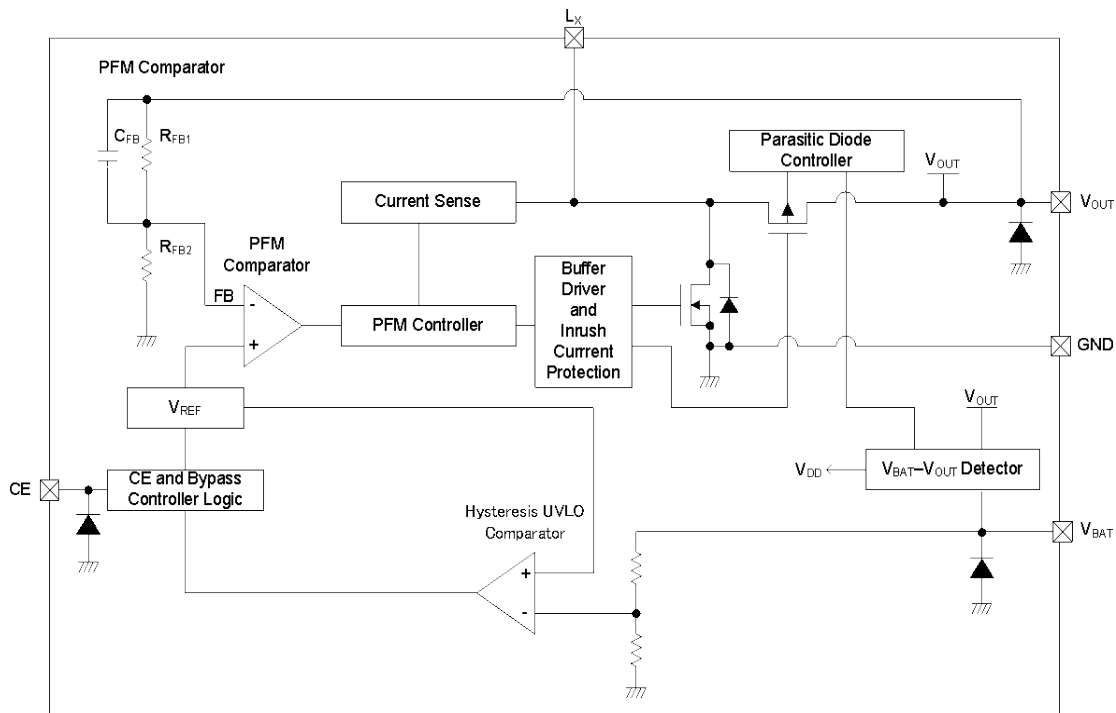 LX
PFM Comparator
CFB
RFB1
Parasitic Diode
Controller
VOUT
Current Sense
VOUT
RFB2
PFM
Comparator
Buffer
Driver
and
Inrush
Currrent
Protection
FB
-
+
PFM Controller
GND
VREF
VOUT
CE
CE and Bypass
Controller Logic
VDD
VBAT–VOUT Detector
Hysteresis UVLO
Comparator
VBAT
+
-